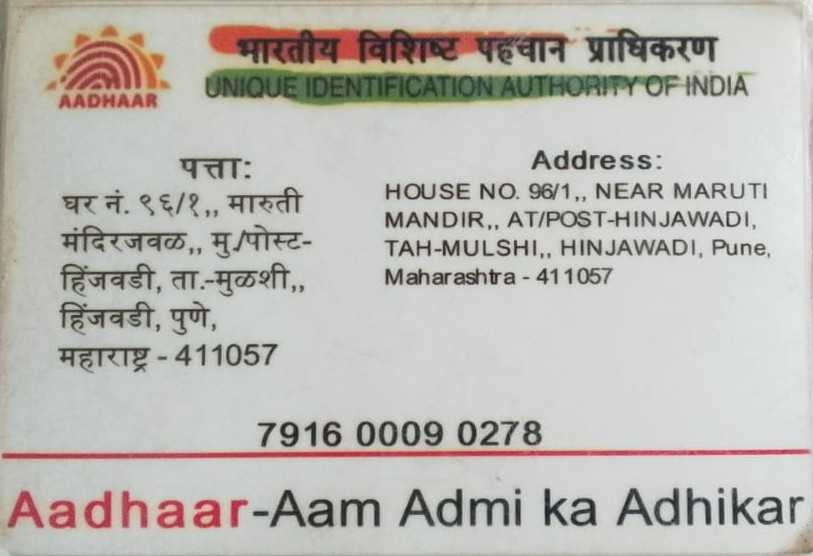 भारतीय विशिष्ट पहचान प्राधिकरण
AADHAAR
UNIQUE IDENTIFICATION AUTHORITY OF INDIA
पत्ता:
घर नं. ९६/१,, मारुती
मंदिरजवळ,, मु./पोस्ट-
हिंजवडी, ता.-मुळशी,,
हिंजवडी, पुणे,
महाराष्ट्र - 411057
Address:
HOUSE NO. 96/1,, NEAR MARUTI
MANDIR,, AT/POST-HINJAWADI,
TAH-MULSHI,, HINJAWADI, Pune,
Maharashtra - 411057
7916 0009 0278
Aadhaar-Aam Admi ka Adhikar